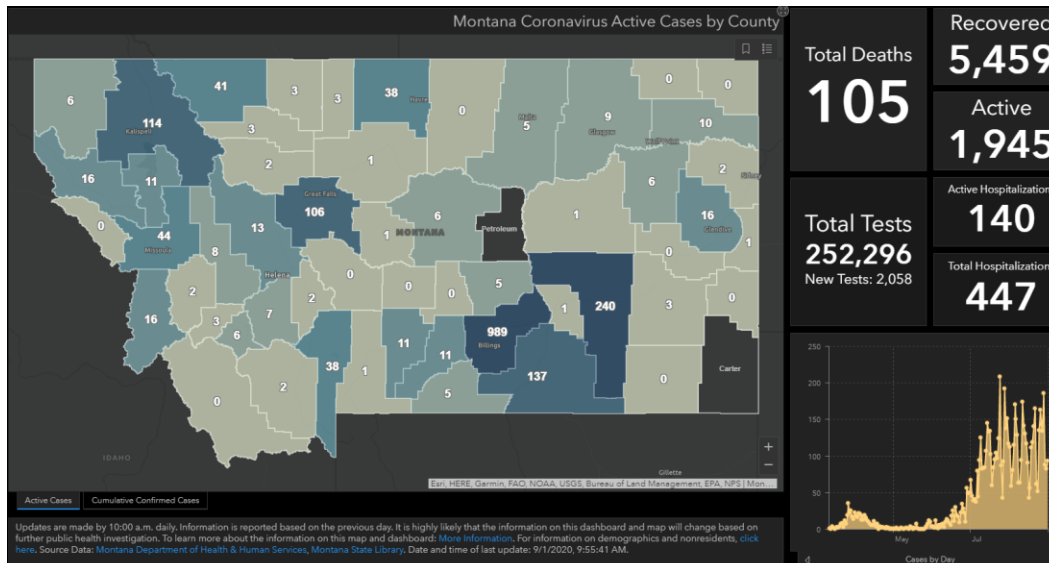 Montana Coronavirus Active Cases by County
Total Deaths
105
Recovered
5,459
Active
1,945
Total Tests
252,296
New Tests: 2,058
Active Hospitalization
140
Total Hospitalization
447
41
3
3
38
Havre
0
0
0
6
114
Kalispell
3
Malta
5
9
Glasgow
10
Wolf Point
2
1
2
Sidney
16
11
Great Falls
106
6
1
6
16
Glendive
0
44
Missoula
8
13
1
MONTANA
Petroleum
1
0
Helena
0
0
0
5
240
3
0
16
2
3
6
7
2
989
Billings
1
38
11
11
137
Carter
0
2
1
5
0
IDAHO
Gillette
+
−
Esri, HERE, Garmin, FAO, NOAA, USGS, Bureau of Land Management, EPA, NPS | Mon...
Active Cases
Cumulative Confirmed Cases
Updates are made by 10:00 a.m. daily. Information is reported based on the previous day. It is highly likely that the information on this dashboard and map will change based on
further public health investigation. To learn more about the information on this map and dashboard: More Information. For information on demographics and nonresidents, click
here. Source Data: Montana Department of Health & Human Services, Montana State Library. Date and time of last update: 9/1/2020, 9:55:41 AM.
250
200
150
100
50
0
May
Jul
d
Cases by Day